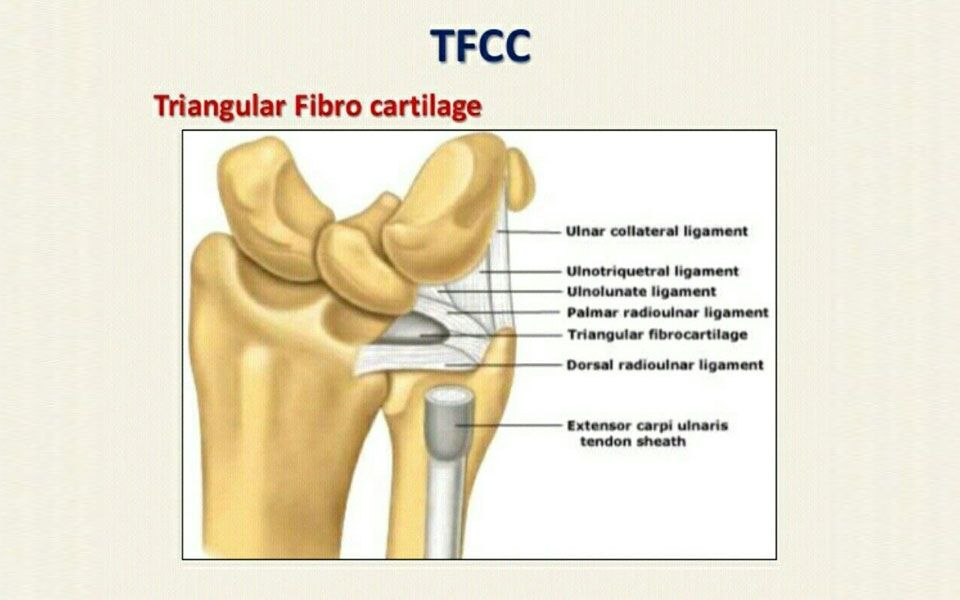 TFCC
Triangular Fibro cartilage
Ulnar collateral ligament
Ulnotriquetral ligament
Ulnolunate ligament
Palmar radioulnar ligament
Triangular fibrocartilage
Dorsal radioulnar ligament
Extensor carpi ulnaris
tendon sheath